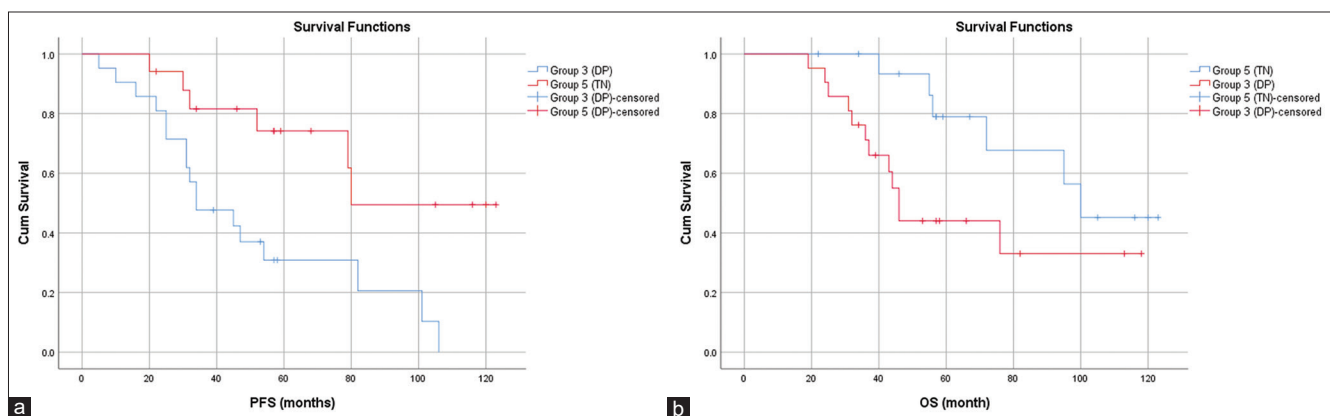 Survival Functions
Group 3 (DP)
Group 5 (TN)
Group 3 (DP)-censored
Group 5 (DP)-censored
Cum Survival
1.0
0.8
0.6
0.4
0.2
0.0
0 20 40 60 80 100 120
PFS (months)
a
Survival Functions
Group 5 (TN)
Group 3 (DP)
Group 5 (TN)-censored
Group 3 (DP)-censored
Cum Survival
1.0
0.8
0.6
0.4
0.2
0.0
0 20 40 60 80 100 120
OS (month)
b